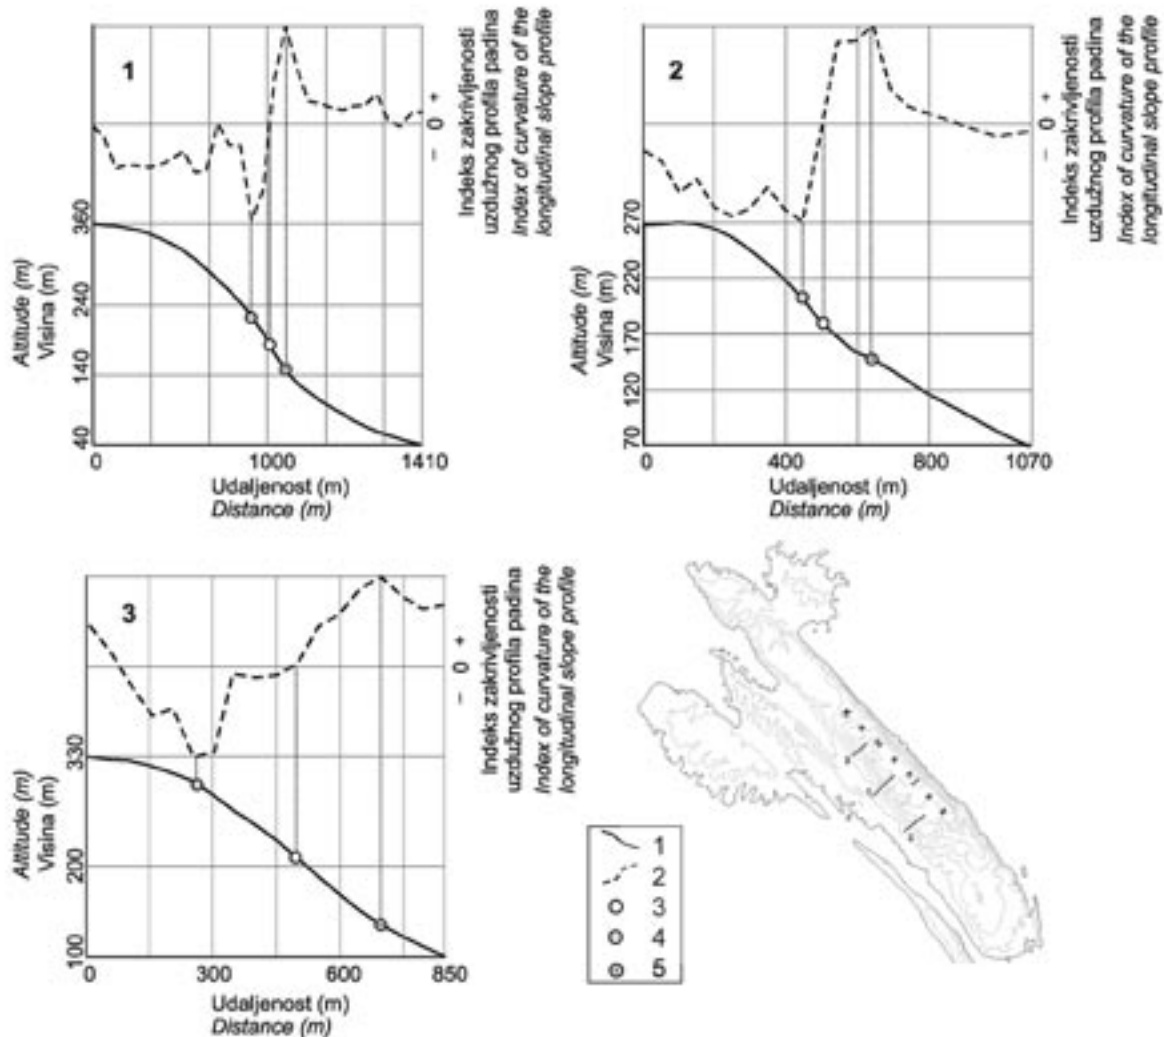 1
360
240
140
40
Altitude (m)
Visina (m)
0
1000
1410
Udaljenost (m)
Distance (m)
– 0 +
Indeks zakrivljenosti
uzdužnog profila padina
Index of curvature of the
longitudinal slope profile
2
270
220
170
120
70
Altitude (m)
Visina (m)
0
400
800
1070
Udaljenost (m)
Distance (m)
– 0 +
Indeks zakrivljenosti
uzdužnog profila padina
Index of curvature of the
longitudinal slope profile
3
330
200
100
Altitude (m)
Visina (m)
0
300
600
850
Udaljenost (m)
Distance (m)
– 0 +
Indeks zakrivljenosti
uzdužnog profila padina
Index of curvature of the
longitudinal slope profile
1
2
3
4
5